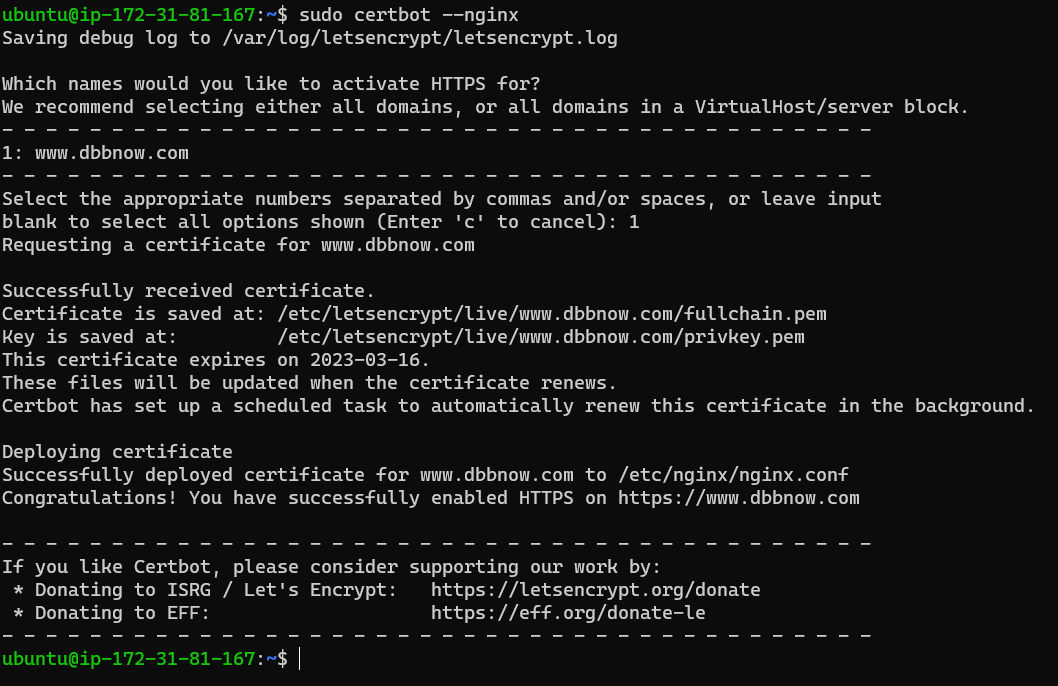 ubuntu@ip-172-31-81-167:~$ sudo certbot --nginx
Saving debug log to /var/log/letsencrypt/letsencrypt.log
Which names would you like to activate HTTPS for?
We recommend selecting either all domains, or all domains in a VirtualHost/server block.
- - - - - - - - - - - - - - - - - - - - - - - - - - - - - - - - - - - - - - - -
1: www.dbbnow.com
- - - - - - - - - - - - - - - - - - - - - - - - - - - - - - - - - - - - - - - -
Select the appropriate numbers separated by commas and/or spaces, or leave input
blank to select all options shown (Enter 'c' to cancel): 1
Requesting a certificate for www.dbbnow.com
Successfully received certificate.
Certificate is saved at: /etc/letsencrypt/live/www.dbbnow.com/fullchain.pem
Key is saved at:         /etc/letsencrypt/live/www.dbbnow.com/privkey.pem
This certificate expires on 2023-03-16.
These files will be updated when the certificate renews.
Certbot has set up a scheduled task to automatically renew this certificate in the background.
Deploying certificate
Successfully deployed certificate for www.dbbnow.com to /etc/nginx/nginx.conf
Congratulations! You have successfully enabled HTTPS on https://www.dbbnow.com
- - - - - - - - - - - - - - - - - - - - - - - - - - - - - - - - - - - - - - - -
If you like Certbot, please consider supporting our work by:
 * Donating to ISRG / Let's Encrypt:   https://letsencrypt.org/donate
 * Donating to EFF:                    https://eff.org/donate-le
- - - - - - - - - - - - - - - - - - - - - - - - - - - - - - - - - - - - - - - -
ubuntu@ip-172-31-81-167:~$